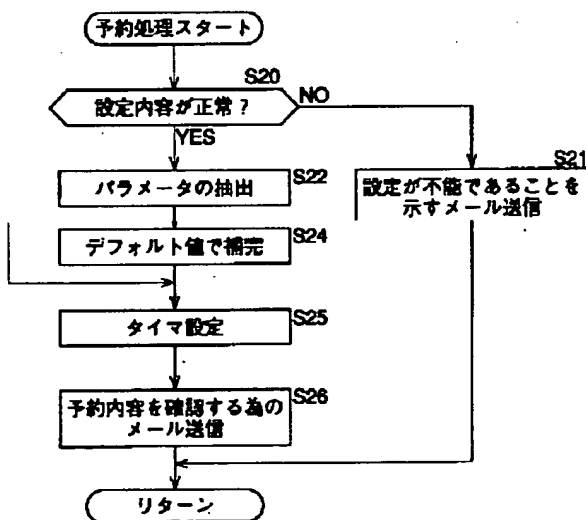 予約処理スタート
S20
設定内容が正常?
NO
YES
S21
パラメータの抽出
S22
設定が不能であることを
示すメール送信
デフォルト値で補完
S24
タイマ設定
S25
予約内容を確認する為の
メール送信
S26
リターン